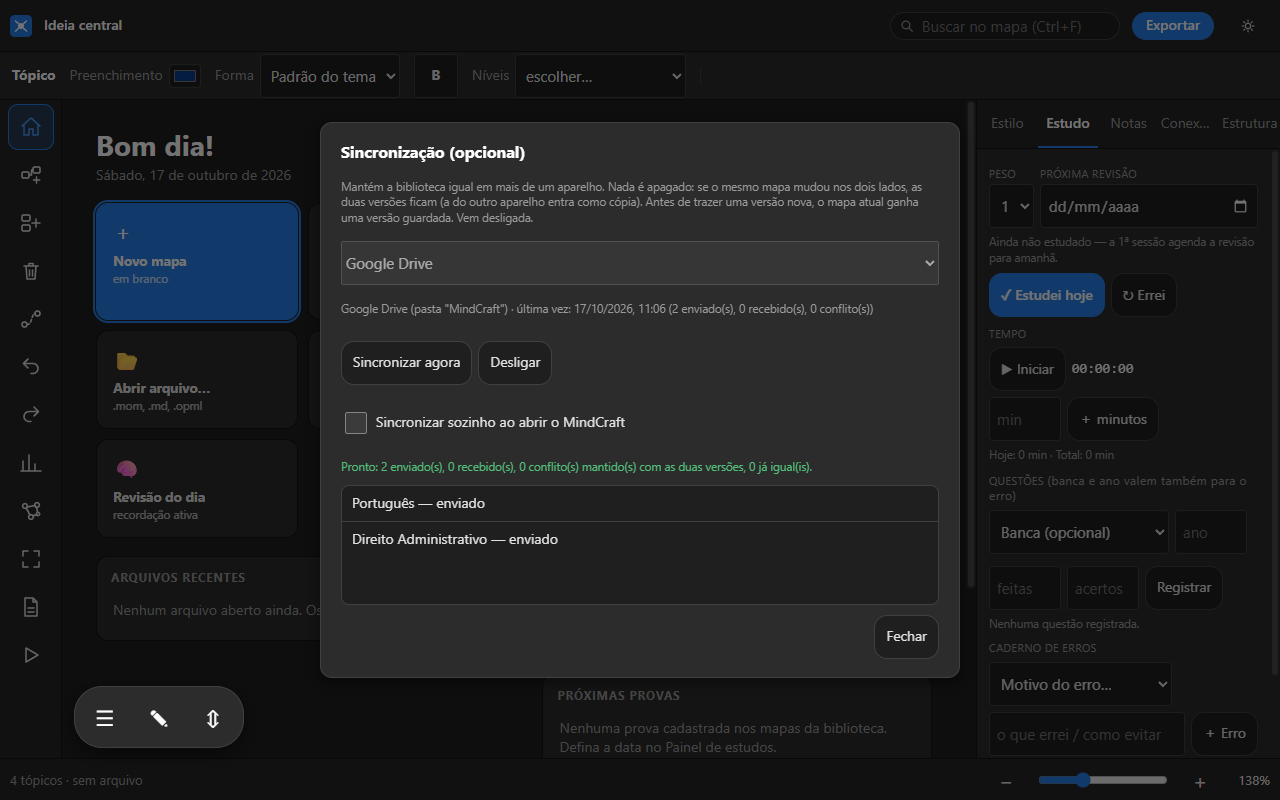 Ideia central
Buscar no mapa (Ctrl+F)
Exportar
Tópico
Preenchimento
Forma
Padrão do tema
B
Níveis
escolher...
Bom dia!
Sábado, 17 de outubro de 2026
+
Novo mapa
em branco
Abrir arquivo...
.mom, .md, .opml
Revisão do dia
recordação ativa
ARQUIVOS RECENTES
Nenhum arquivo aberto ainda. Os
PRÓXIMAS PROVAS
Nenhuma prova cadastrada nos mapas da biblioteca.
Defina a data no Painel de estudos.
Sincronização (opcional)
Mantém a biblioteca igual em mais de um aparelho. Nada é apagado: se o mesmo mapa mudou nos dois lados, as
duas versões ficam (a do outro aparelho entra como cópia). Antes de trazer uma versão nova, o mapa atual ganha
uma versão guardada. Vem desligada.
Google Drive
Google Drive (pasta "MindCraft") · última vez: 17/10/2026, 11:06 (2 enviado(s), 0 recebido(s), 0 conflito(s))
Sincronizar agora
Desligar
Sincronizar sozinho ao abrir o MindCraft
Pronto: 2 enviado(s), 0 recebido(s), 0 conflito(s) mantido(s) com as duas versões, 0 já igual(is).
Português — enviado
Direito Administrativo — enviado
Fechar
Estilo
Estudo
Notas
Conex...
Estrutura
PESO
PRÓXIMA REVISÃO
1
dd/mm/aaaa
Ainda não estudado — a 1ª sessão agenda a revisão
para amanhã.
✓ Estudei hoje
↻ Errei
TEMPO
▶ Iniciar
00:00:00
min
+ minutos
Hoje: 0 min · Total: 0 min
QUESTÕES (banca e ano valem também para o
erro)
Banca (opcional)
ano
feitas
acertos
Registrar
Nenhuma questão registrada.
CADERNO DE ERROS
Motivo do erro...
o que errei / como evitar
+ Erro
4 tópicos · sem arquivo
138%